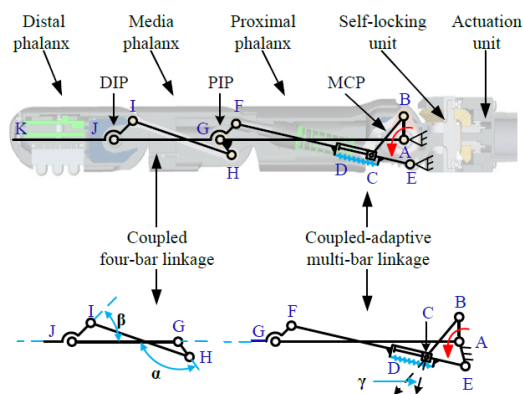 Distal phalanx
Media phalanx
Proximal phalanx
Self-locking unit
Actuation unit
DIP
PIP
MCP
I
F
B
K
J
G
A
H
D
C
E
Coupled four-bar linkage
Coupled-adaptive multi-bar linkage
I
β
J
G
H
α
F
C
B
G
A
D
E
γ